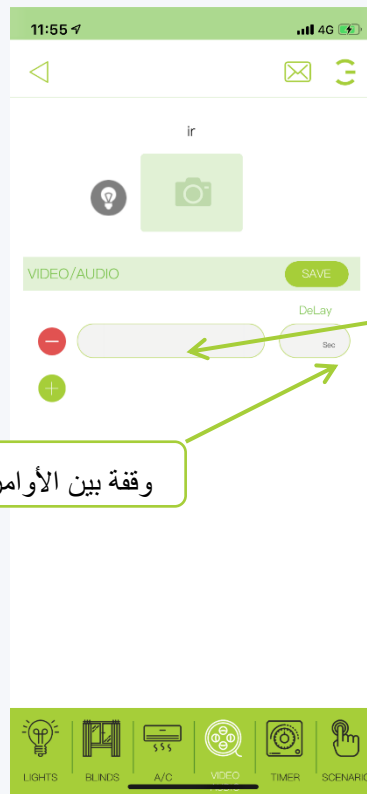 11:55
4G
ir
VIDEO/AUDIO
SAVE
DeLay
Sec
وقفة بين الأوامر
LIGHTS
BLINDS
A/C
VIDEO
TIMER
SCENARIO